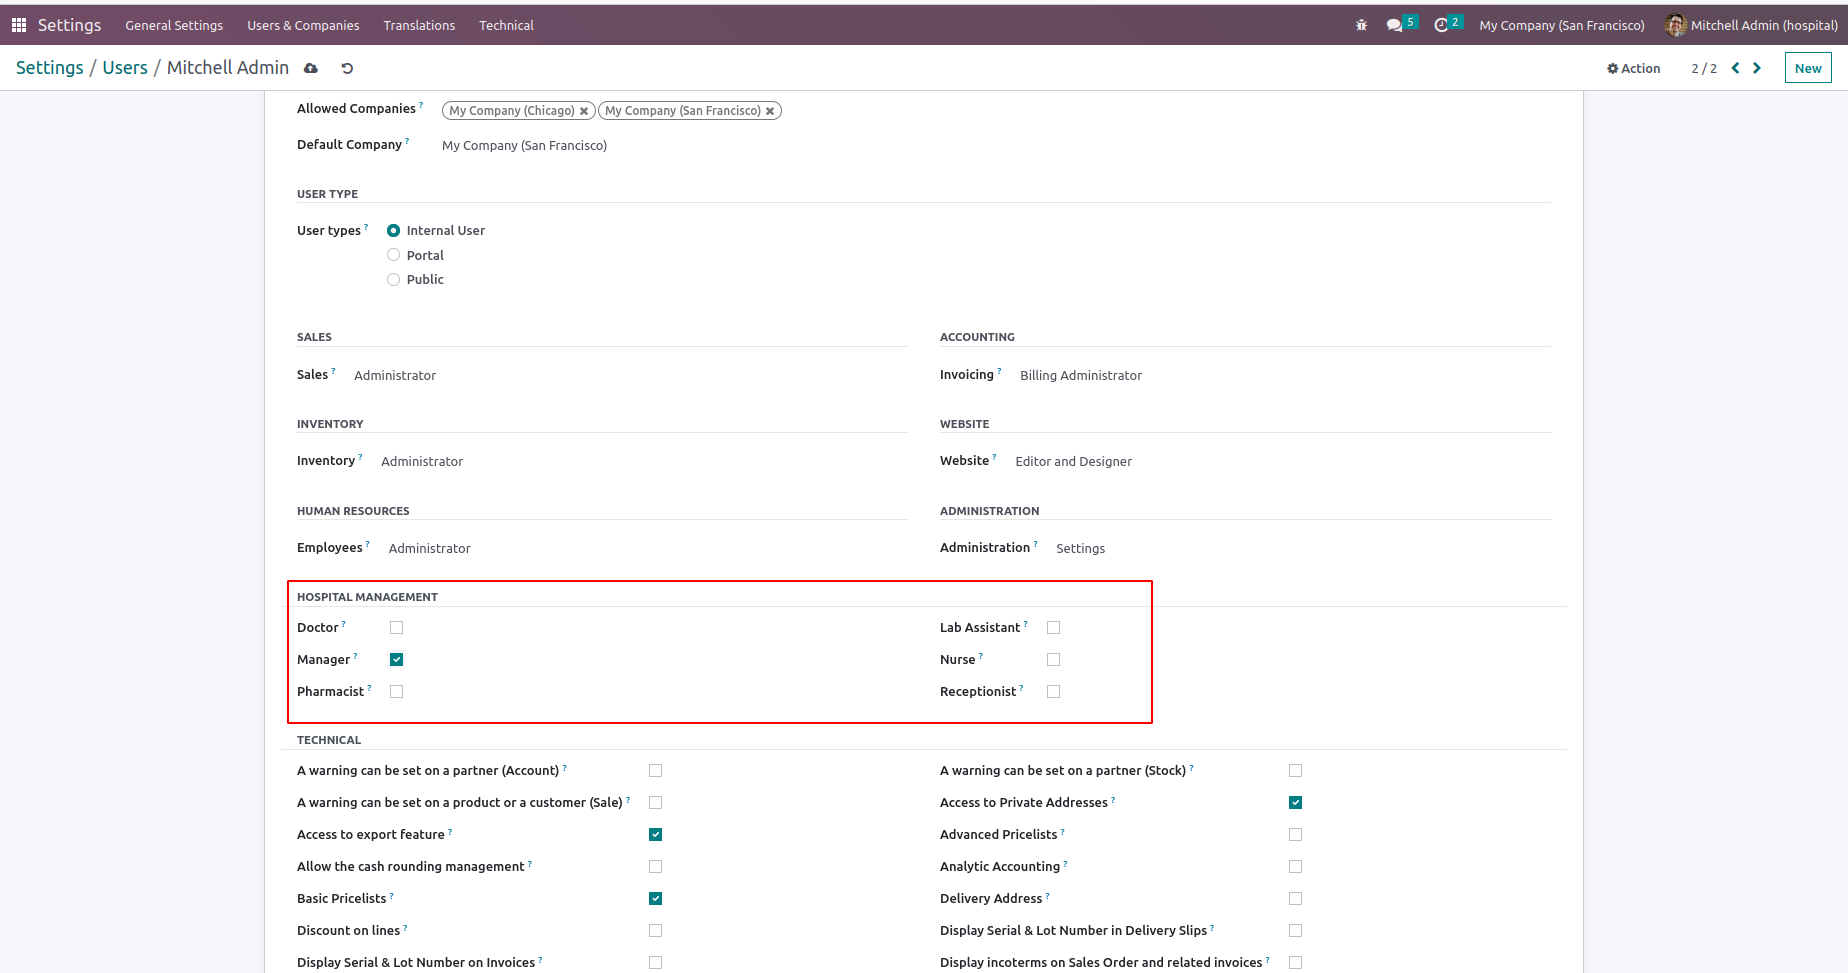 Settings General Settings Users & Companies Translations Technical 5 2 My Company (San Francisco) Mitchell Admin (hospital)
Settings / Users / Mitchell Admin Action 2 / 2 New
Allowed Companies ? My Company (Chicago) My Company (San Francisco)
Default Company ? My Company (San Francisco)
USER TYPE
User types ? Internal User
Portal
Public
SALES ACCOUNTING
Sales ? Administrator Invoicing ? Billing Administrator
INVENTORY WEBSITE
Inventory ? Administrator Website ? Editor and Designer
HUMAN RESOURCES ADMINISTRATION
Employees ? Administrator Administration ? Settings
HOSPITAL MANAGEMENT
Doctor ? Lab Assistant ?
Manager ? Nurse ?
Pharmacist ? Receptionist ?
TECHNICAL
A warning can be set on a partner (Account) ? A warning can be set on a partner (Stock) ?
A warning can be set on a product or a customer (Sale) ? Access to Private Addresses ?
Access to export feature ? Advanced Pricelists ?
Allow the cash rounding management ? Analytic Accounting ?
Basic Pricelists ? Delivery Address ?
Discount on lines ? Display Serial & Lot Number in Delivery Slips ?
Display Serial & Lot Number on Invoices ? Display incoterms on Sales Order and related invoices ?